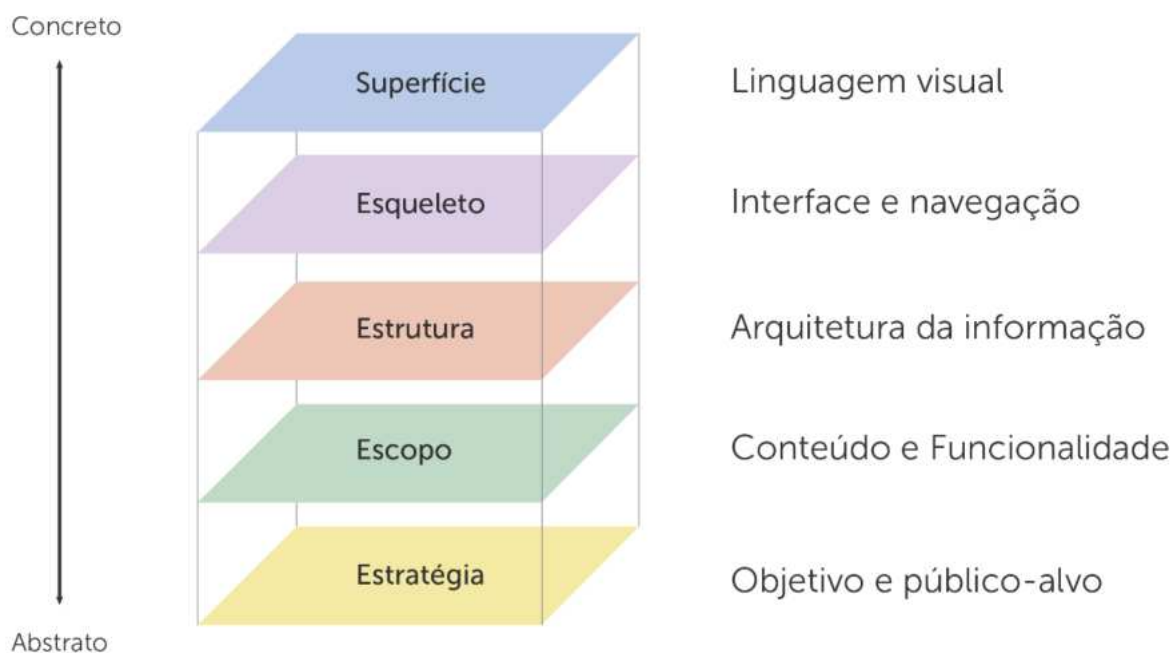 Concreto
Superfície
Linguagem visual
Esqueleto
Interface e navegação
Estrutura
Arquitetura da informação
Escopo
Conteúdo e Funcionalidade
Estratégia
Objetivo e público-alvo
Abstrato